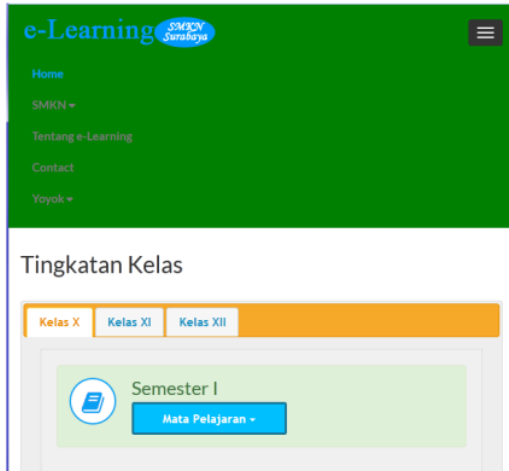 e-Learning SMKN Surabaya
Home
SMKN
Tentang e-Learning
Contact
Yoyok
Tingkatan Kelas
Kelas X Kelas XI Kelas XII
Semester I
Mata Pelajaran